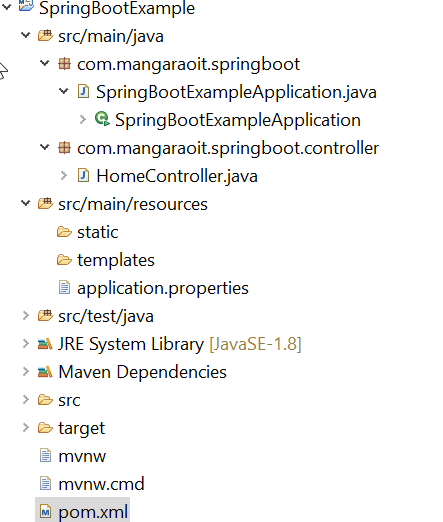 SpringBootExample
src/main/java
com.mangaraoit.springboot
SpringBootExampleApplication.java
SpringBootExampleApplication
com.mangaraoit.springboot.controller
HomeController.java
src/main/resources
static
templates
application.properties
src/test/java
JRE System Library [JavaSE-1.8]
Maven Dependencies
src
target
mvnw
mvnw.cmd
pom.xml